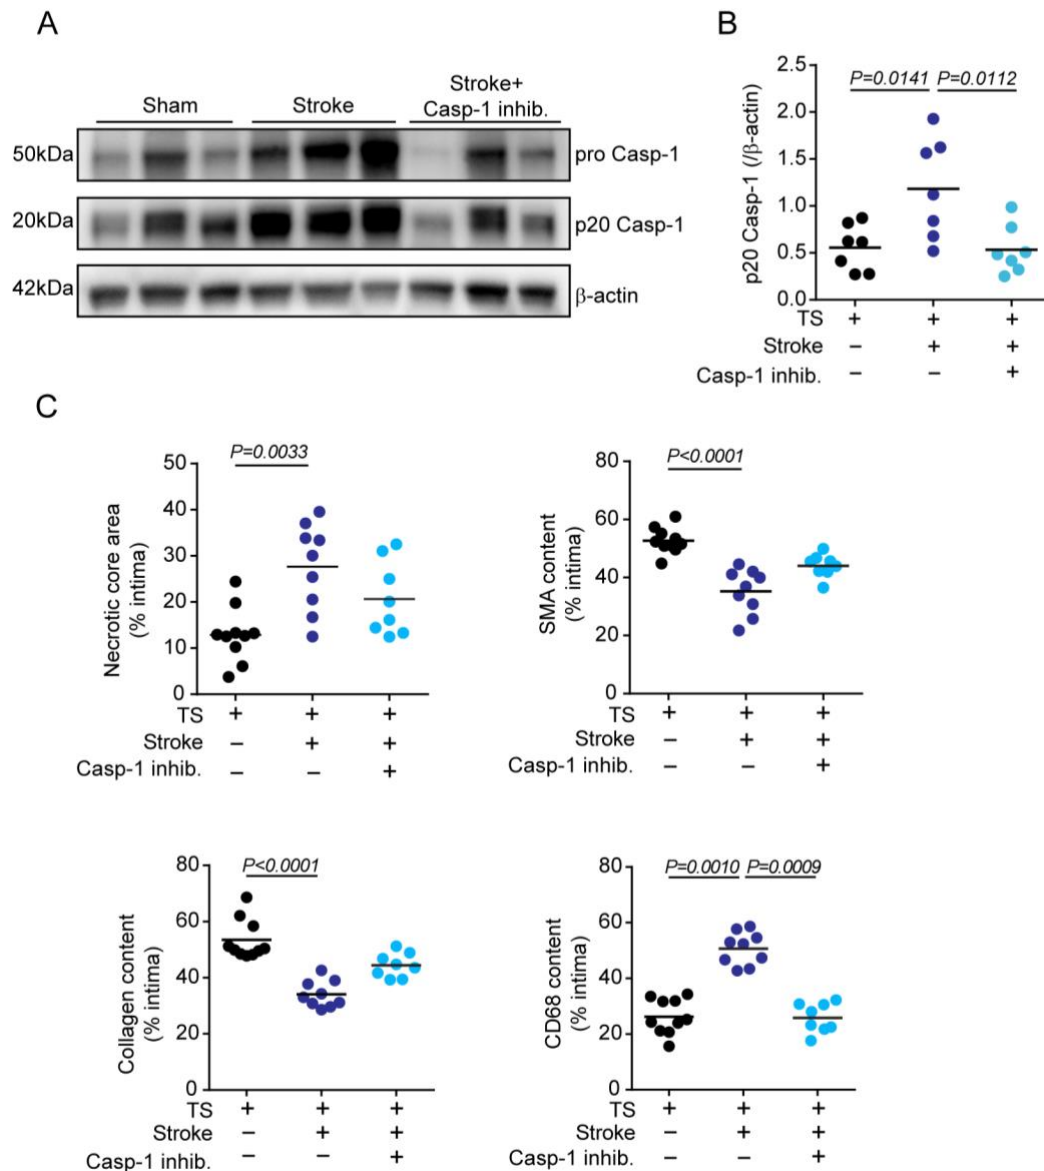 A
Sham
Stroke
Stroke+
Casp-1 inhib.
50kDa
pro Casp-1
20kDa
p20 Casp-1
42kDa
β-actin
B
p20 Casp-1 (/β-actin)
2.5
2.0
1.5
1.0
0.5
0.0
P=0.0141
P=0.0112
TS + + +
Stroke – + +
Casp-1 inhib. – – +
C
Necrotic core area
(% intima)
50
40
30
20
10
0
P=0.0033
TS + + +
Stroke – + +
Casp-1 inhib. – – +
SMA content
(% intima)
80
60
40
20
0
P<0.0001
TS + + +
Stroke – + +
Casp-1 inhib. – – +
Collagen content
(% intima)
80
60
40
20
0
P<0.0001
TS + + +
Stroke – + +
Casp-1 inhib. – – +
CD68 content
(% intima)
80
60
40
20
0
P=0.0010
P=0.0009
TS + + +
Stroke – + +
Casp-1 inhib. – – +